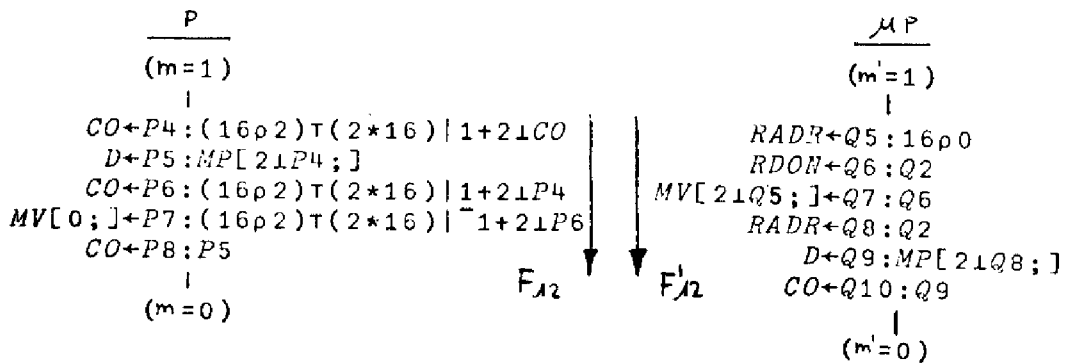 P
(m=1)
CO←P4:(16ρ2)⊤(2*16)|1+2⊥CO
D←P5:MP[2⊥P4;]
CO←P6:(16ρ2)⊤(2*16)|1+2⊥P4
MV[0;]←P7:(16ρ2)⊤(2*16)|¯1+2⊥P6
CO←P8:P5
(m=0)
F12
F'12
μP
(m'=1)
RADR←Q5:16ρ0
RDON←Q6:Q2
MV[2⊥Q5;]←Q7:Q6
RADR←Q8:Q2
D←Q9:MP[2⊥Q8;]
CO←Q10:Q9
(m'=0)